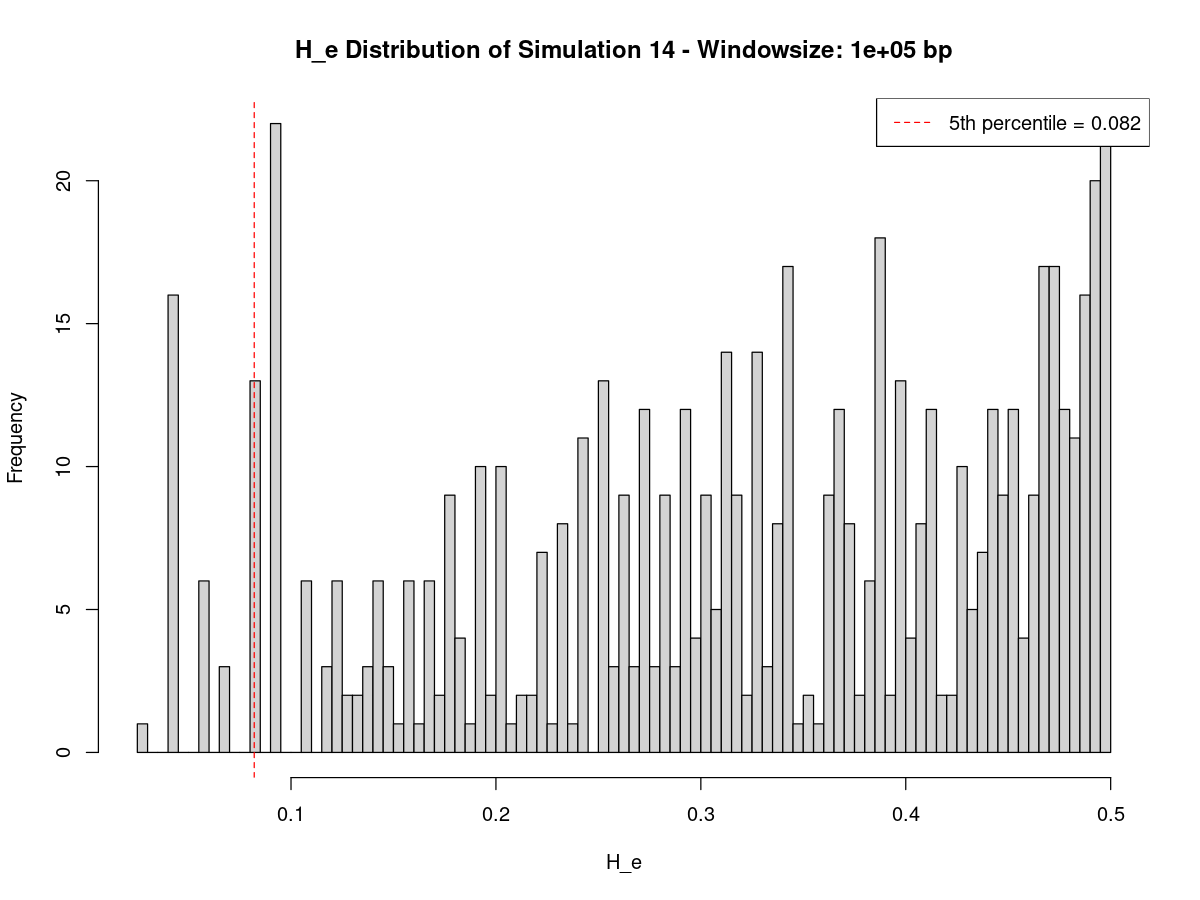 H_e Distribution of Simulation 14 - Windowsize: 1e+05 bp
5th percentile = 0.082
Frequency
20
15
10
5
0
0.1 0.2 0.3 0.4 0.5
H_e